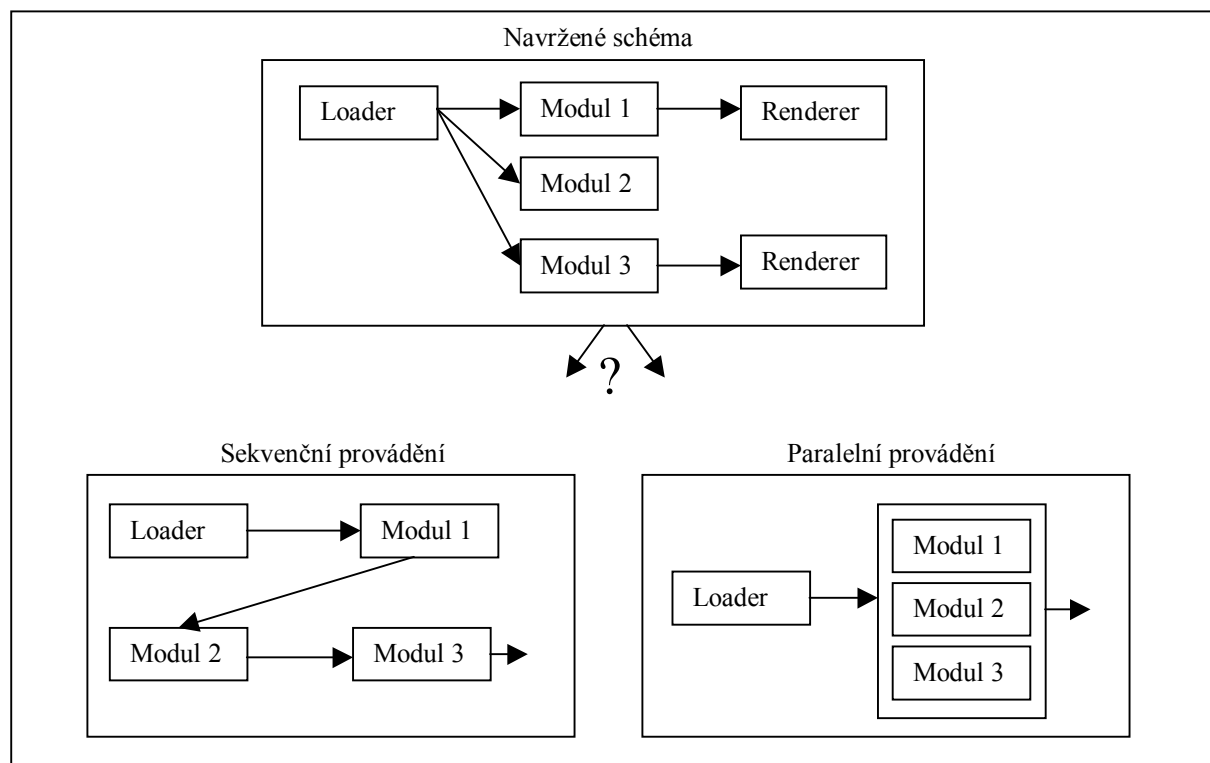 Navržené schéma
Loader
Modul 1
Renderer
Modul 2
Modul 3
Renderer
?
Sekvenční provádění
Loader
Modul 1
Modul 2
Modul 3
Paralelní provádění
Loader
Modul 1
Modul 2
Modul 3